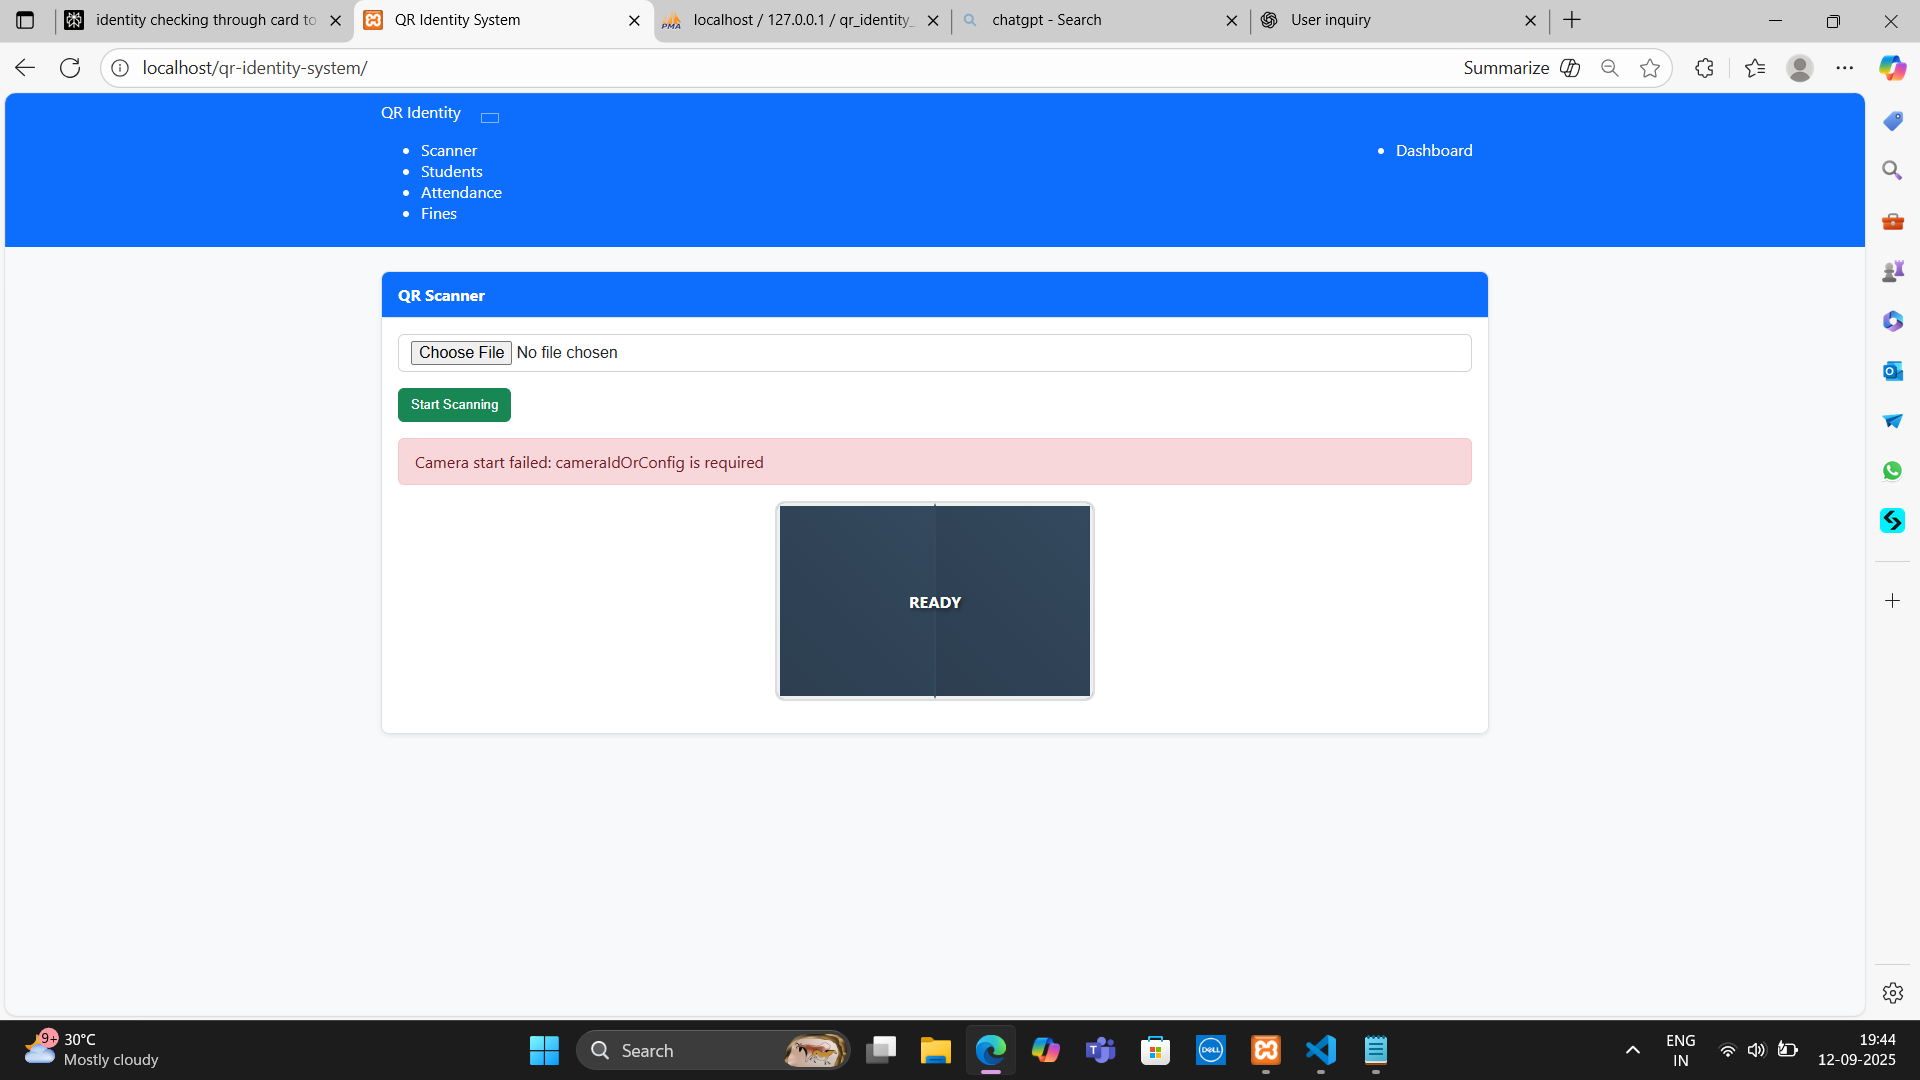 identity checking through card to
QR Identity System
localhost / 127.0.0.1 / qr_identity_
chatgpt - Search
User inquiry
localhost/qr-identity-system/
Summarize
QR Identity
Scanner
Students
Attendance
Fines
Dashboard
QR Scanner
Choose File No file chosen
Start Scanning
Camera start failed: cameraIdOrConfig is required
READY
9+
30°C
Mostly cloudy
Search
ENG
IN
19:44
12-09-2025
PMA
DELL